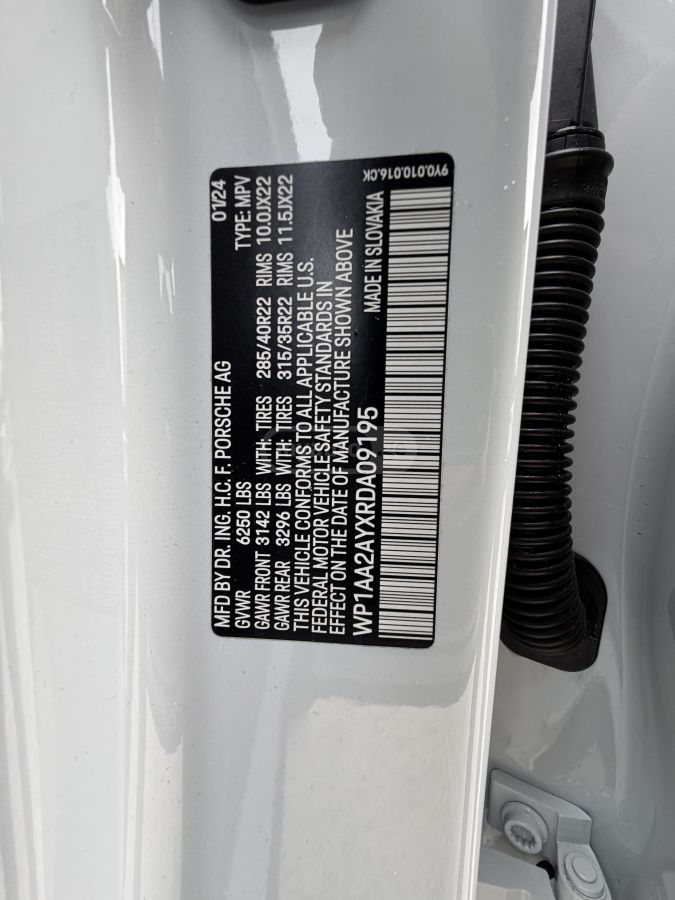 MFD BY DR. ING. H.C. F. PORSCHE AG 01/24
GVWR 6250 LBS TYPE: MPV
GAWR FRONT 3142 LBS WITH: TIRES 285/40R22 RIMS 10.0JX22
GAWR REAR 3296 LBS WITH: TIRES 315/35R22 RIMS 11.5JX22
THIS VEHICLE CONFORMS TO ALL APPLICABLE U.S.
FEDERAL MOTOR VEHICLE SAFETY STANDARDS IN
EFFECT ON THE DATE OF MANUFACTURE SHOWN ABOVE
WP1AA2AYXRDA09195 MADE IN SLOVAKIA
9Y0.010.016.CK